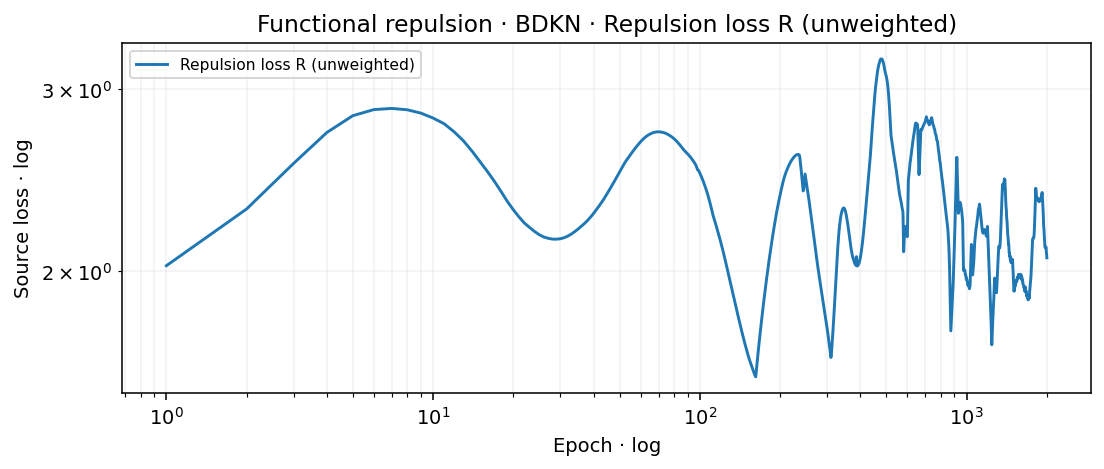 Functional repulsion · BDKN · Repulsion loss R (unweighted)
Repulsion loss R (unweighted)
Source loss · log
3 × 10⁰
2 × 10⁰
10⁰ 10¹ 10² 10³
Epoch · log